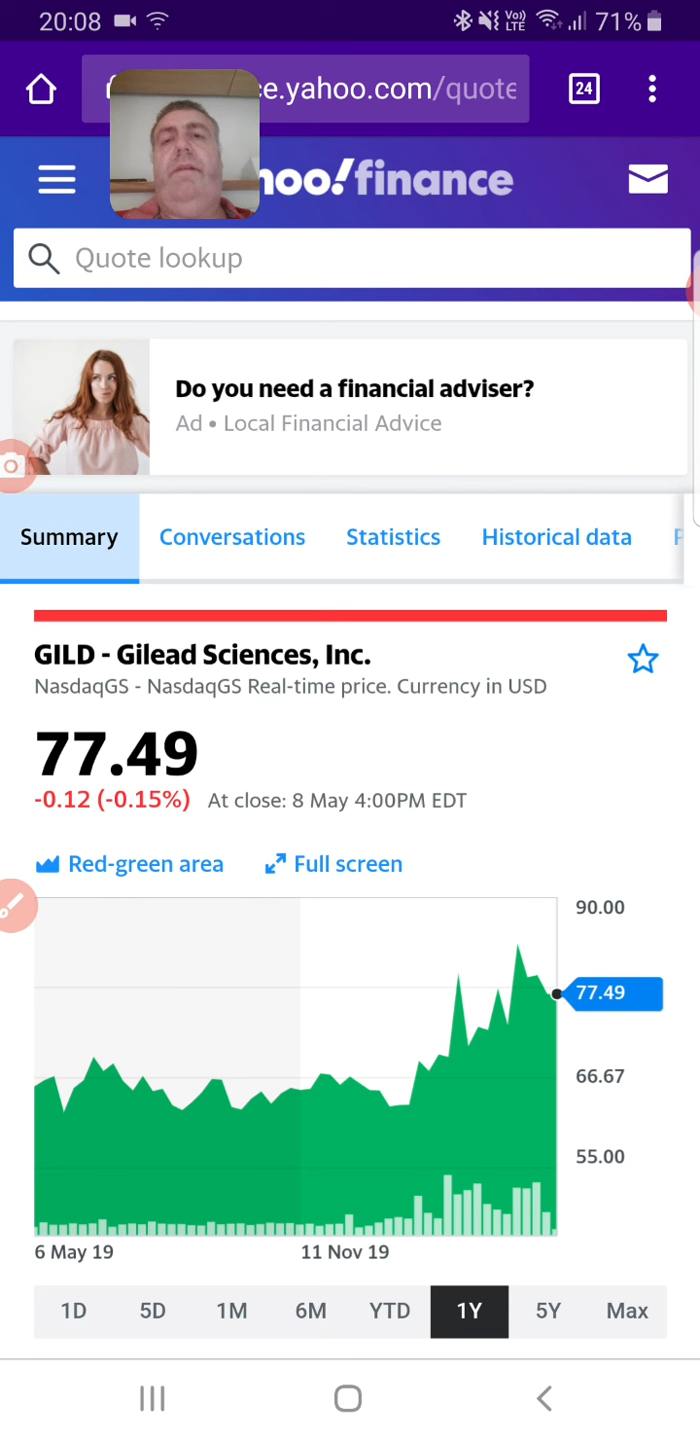 20:08 Vo)) LTE 71%
ce.yahoo.com/quote 24
hoo!finance
Quote lookup
Do you need a financial adviser?
Ad • Local Financial Advice
Summary Conversations Statistics Historical data
GILD - Gilead Sciences, Inc.
NasdaqGS - NasdaqGS Real-time price. Currency in USD
77.49
-0.12 (-0.15%) At close: 8 May 4:00PM EDT
Red-green area Full screen
90.00
77.49
66.67
55.00
6 May 19 11 Nov 19
1D 5D 1M 6M YTD 1Y 5Y Max